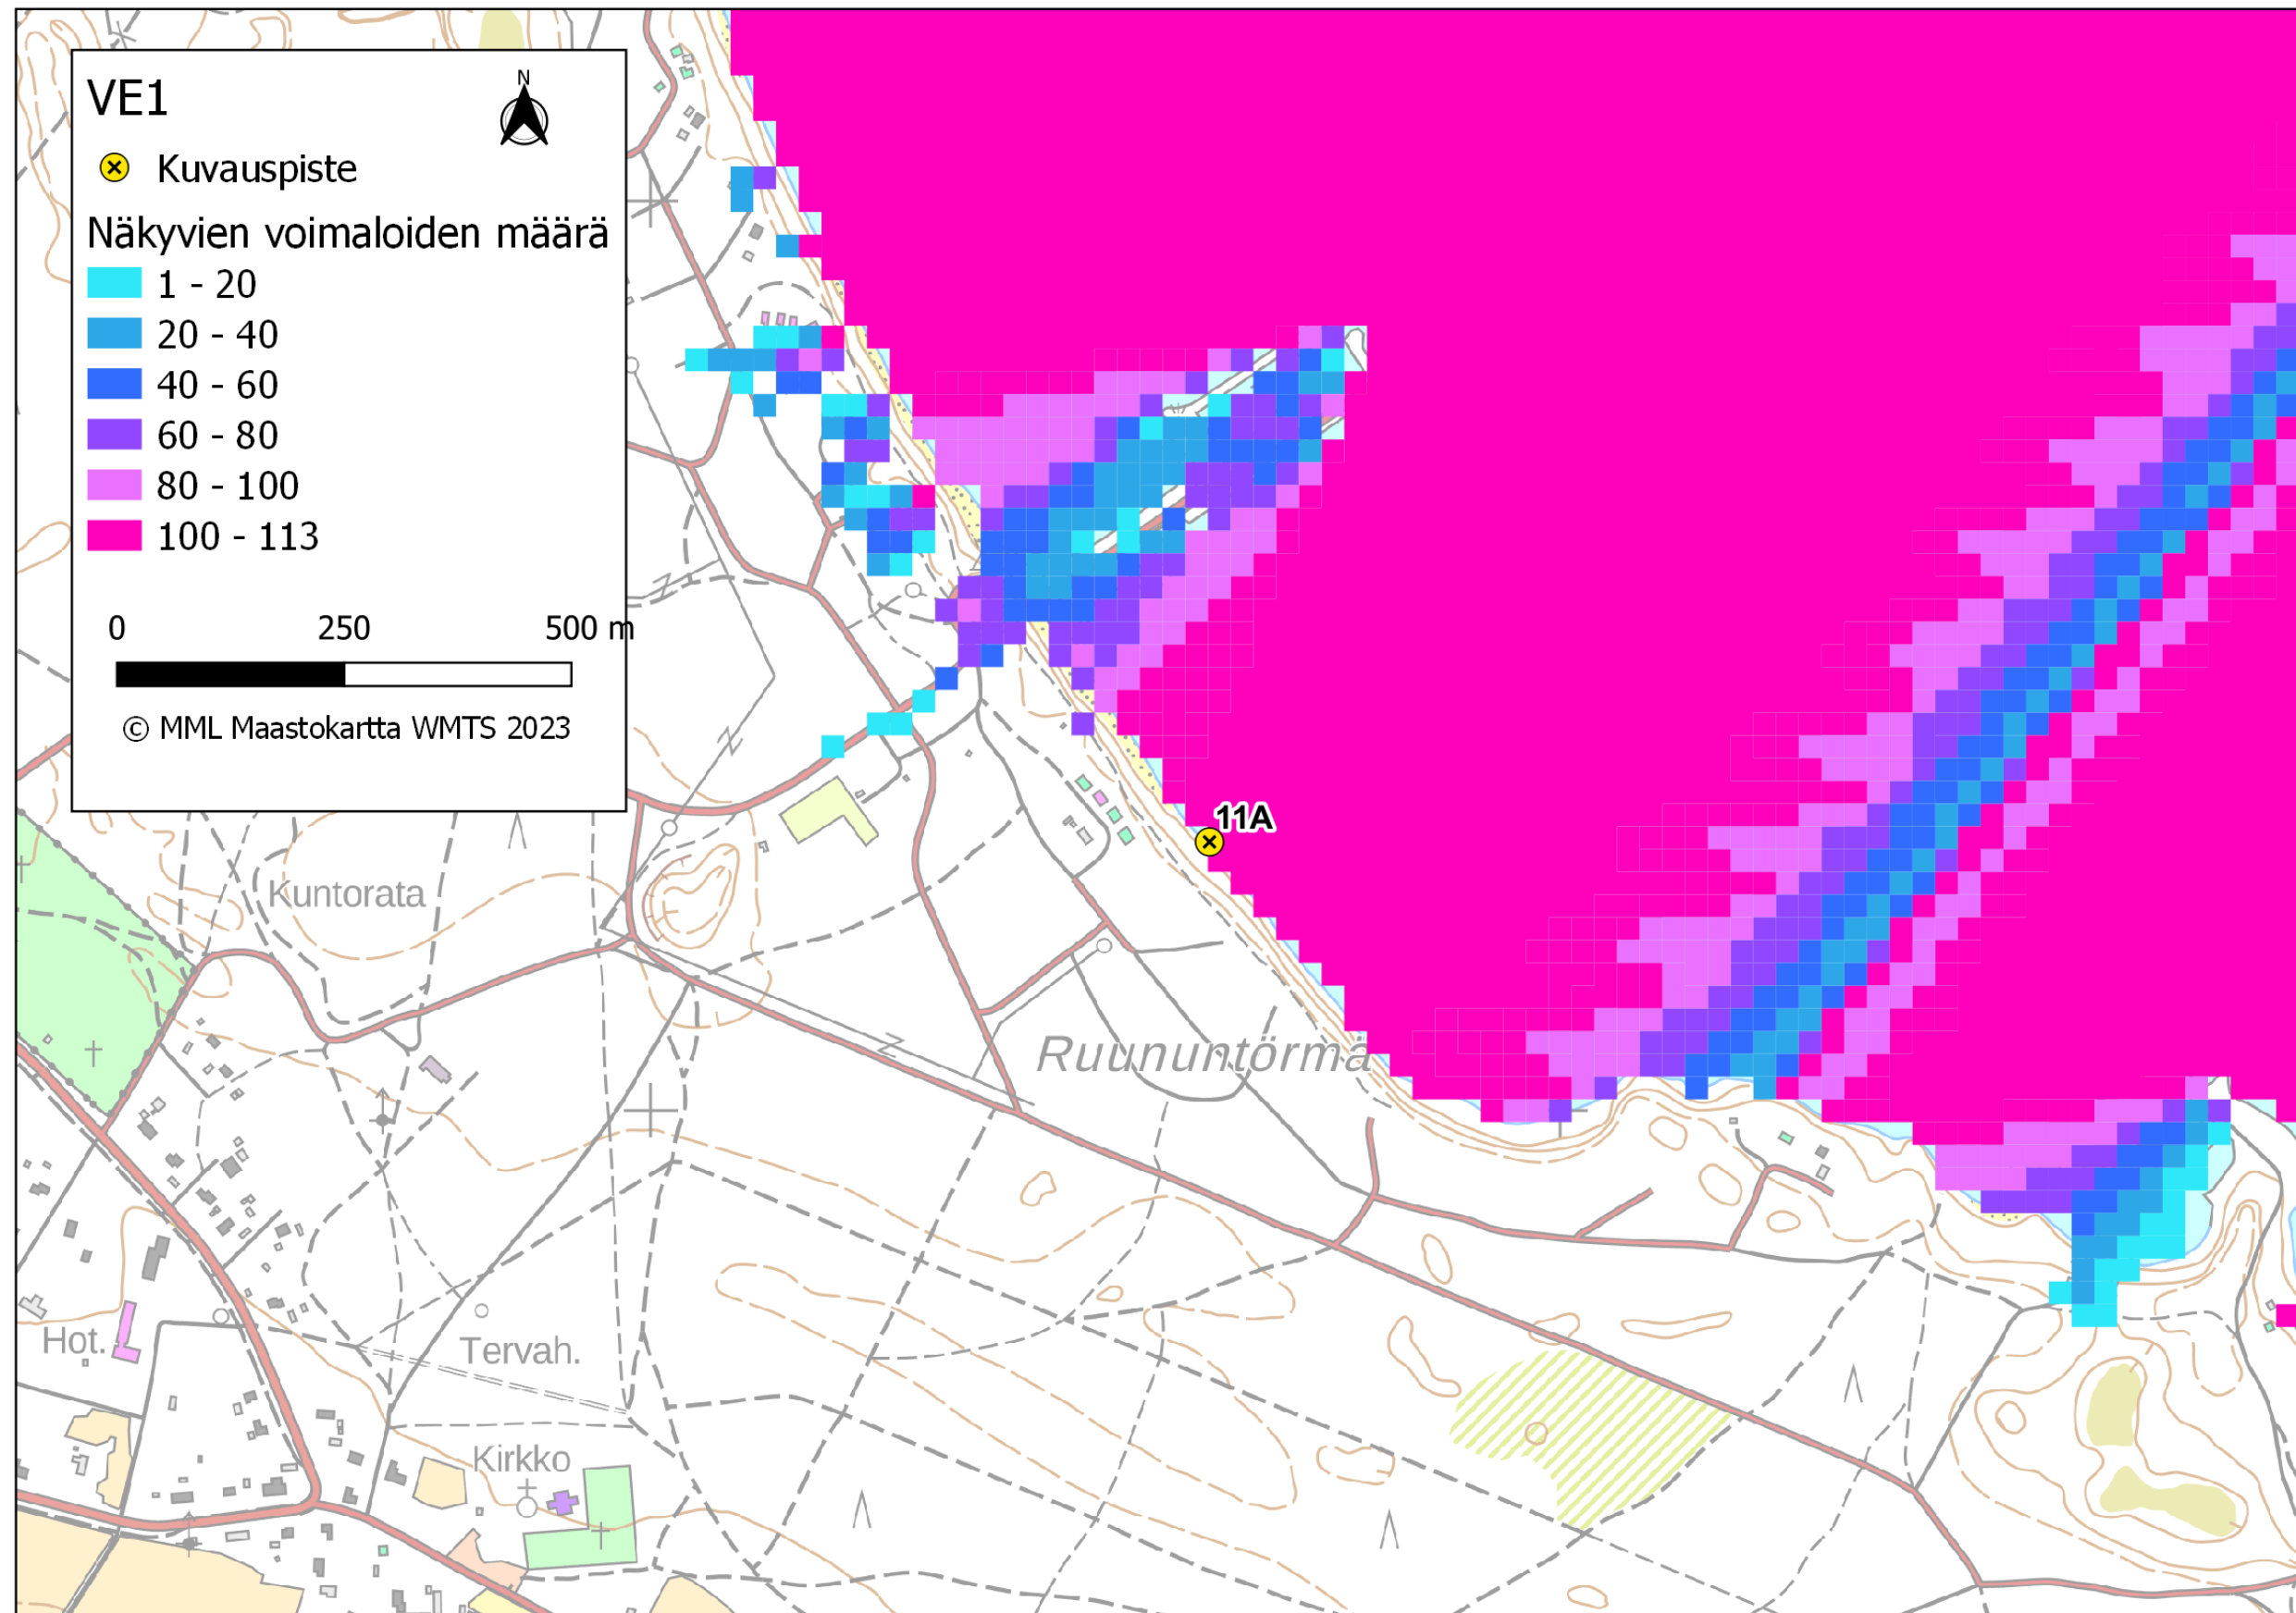 VE1
N
Kuvauspiste
Näkyvien voimaloiden määrä
1 - 20
20 - 40
40 - 60
60 - 80
80 - 100
100 - 113
0 250 500 m
© MML Maastokartta WMTS 2023
11A
Kuntorata
Ruununtörmä
Hot.
Tervah.
Kirkko